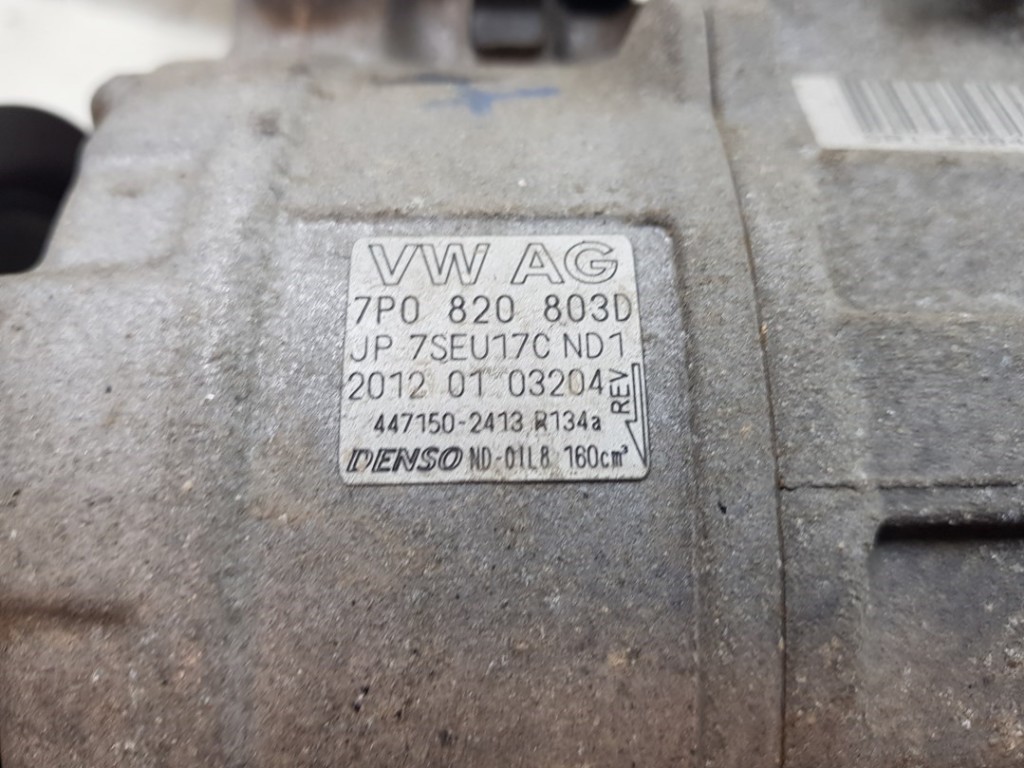 VW AG
7P0 820 803D
JP 7SEU17C ND1
2012 01 03204
REV
447150-2413 R134a
DENSO ND-OIL8 160cm³